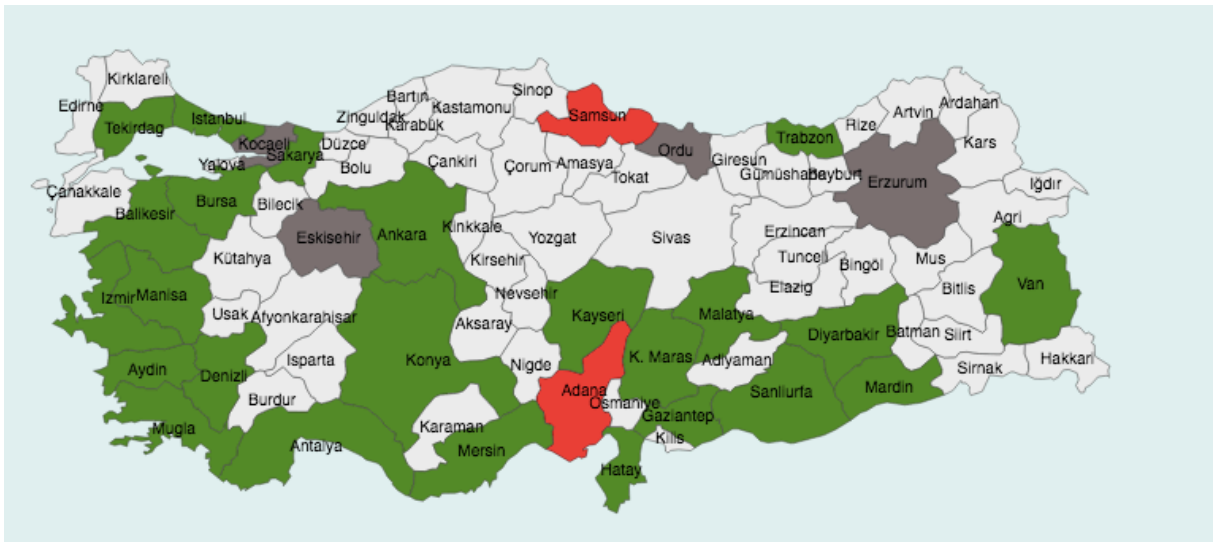 Kirklareli
Edirne
Tekirdag
Istanbul
Kocaeli
Yalova
Sakarya
Düzce
Bolu
Zinguldak
Bartın
Karabük
Kastamonu
Sinop
Çankiri
Samsun
Çorum
Amasya
Tokat
Ordu
Giresun
Gümüshane
Trabzon
Bayburt
Rize
Artvin
Ardahan
Kars
Erzurum
Iğdır
Agri
Çanakkale
Balikesir
Bursa
Bilecik
Eskisehir
Ankara
Kinkkale
Kirsehir
Yozgat
Sivas
Erzincan
Tunceli
Bingöl
Elazig
Mus
Bitlis
Van
Kütahya
Izmir
Manisa
Usak
Afyonkarahisar
Nevsehir
Aksaray
Kayseri
Malatya
Diyarbakir
Batman
Siirt
Sirnak
Hakkari
Aydin
Denizli
Isparta
Burdur
Konya
Nigde
K. Maras
Adiyaman
Sanliurfa
Mardin
Adana
Osmaniye
Gaziantep
Kilis
Mugla
Antalya
Karaman
Mersin
Hatay